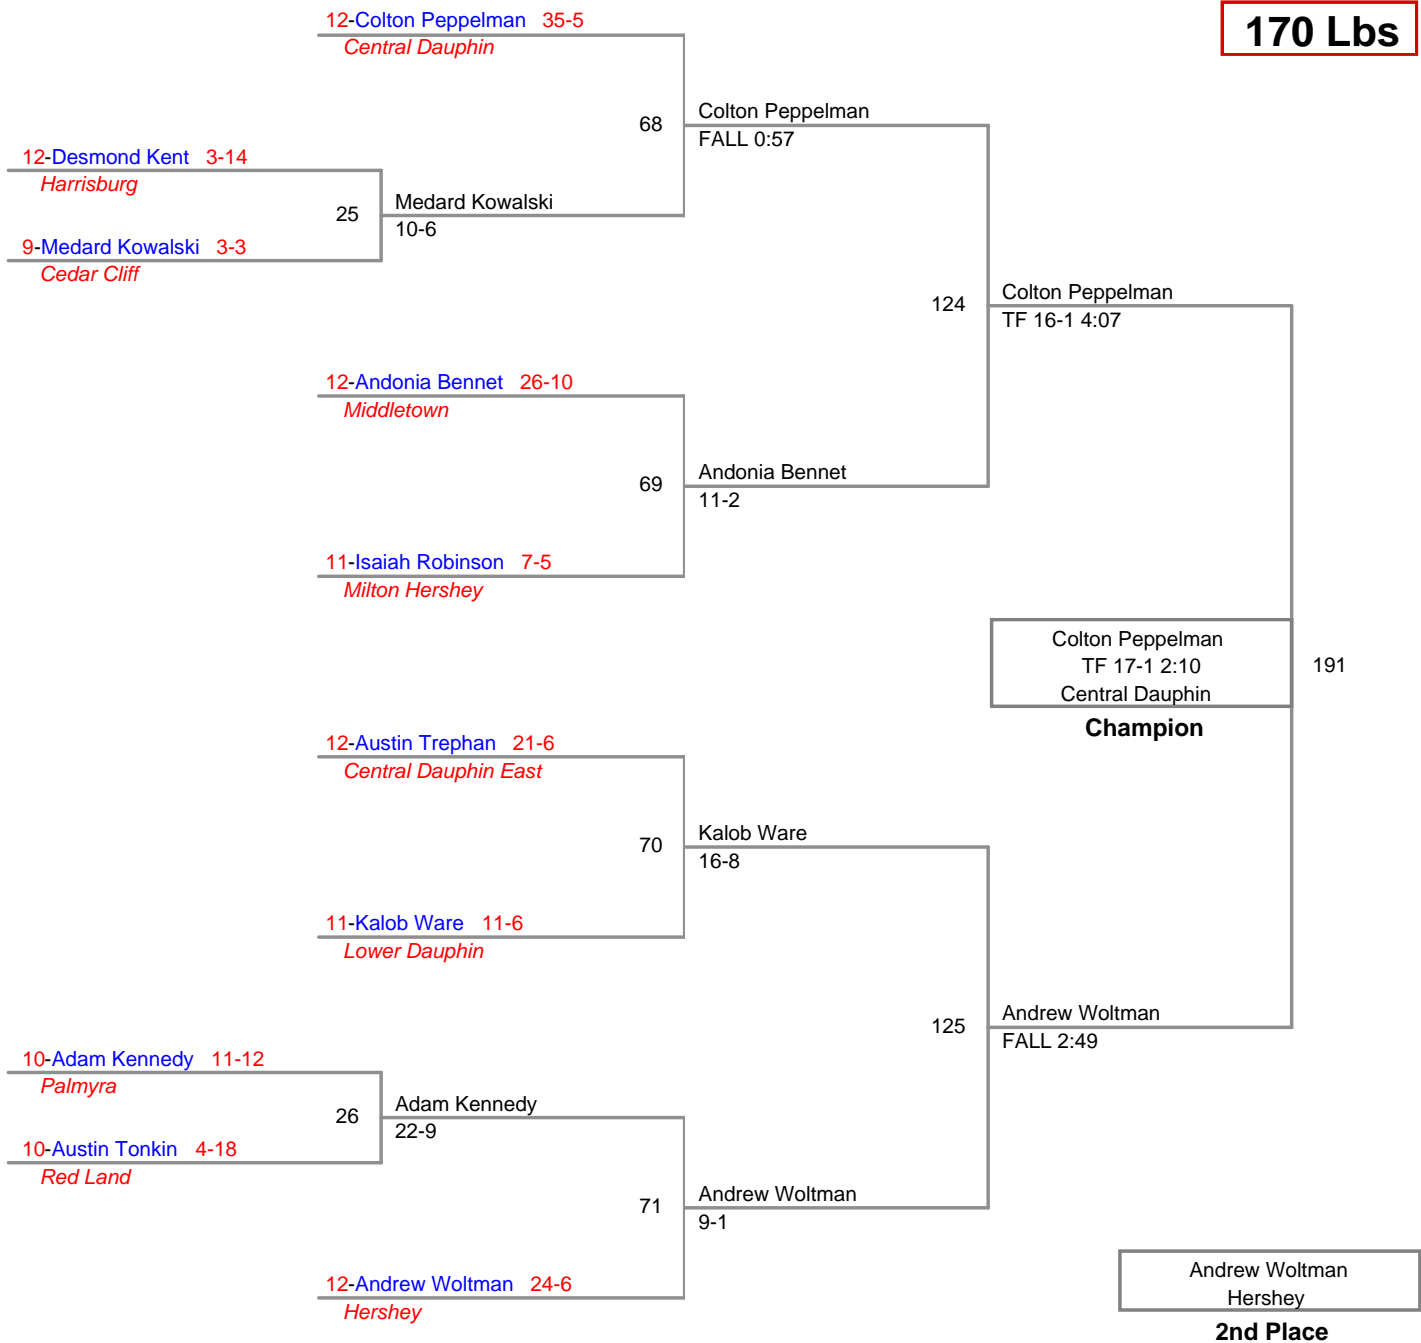 170 Lbs
12-Colton Peppelman 35-5
Central Dauphin
68
Colton Peppelman
FALL 0:57
12-Desmond Kent 3-14
Harrisburg
25
Medard Kowalski
10-6
9-Medard Kowalski 3-3
Cedar Cliff
124
Colton Peppelman
TF 16-1 4:07
12-Andonia Bennet 26-10
Middletown
69
Andonia Bennet
11-2
11-Isaiah Robinson 7-5
Milton Hershey
Colton Peppelman
TF 17-1 2:10
Central Dauphin
191
Champion
12-Austin Trephan 21-6
Central Dauphin East
70
Kalob Ware
16-8
11-Kalob Ware 11-6
Lower Dauphin
125
Andrew Woltman
FALL 2:49
10-Adam Kennedy 11-12
Palmyra
26
Adam Kennedy
22-9
10-Austin Tonkin 4-18
Red Land
71
Andrew Woltman
9-1
12-Andrew Woltman 24-6
Hershey
Andrew Woltman
Hershey
2nd Place